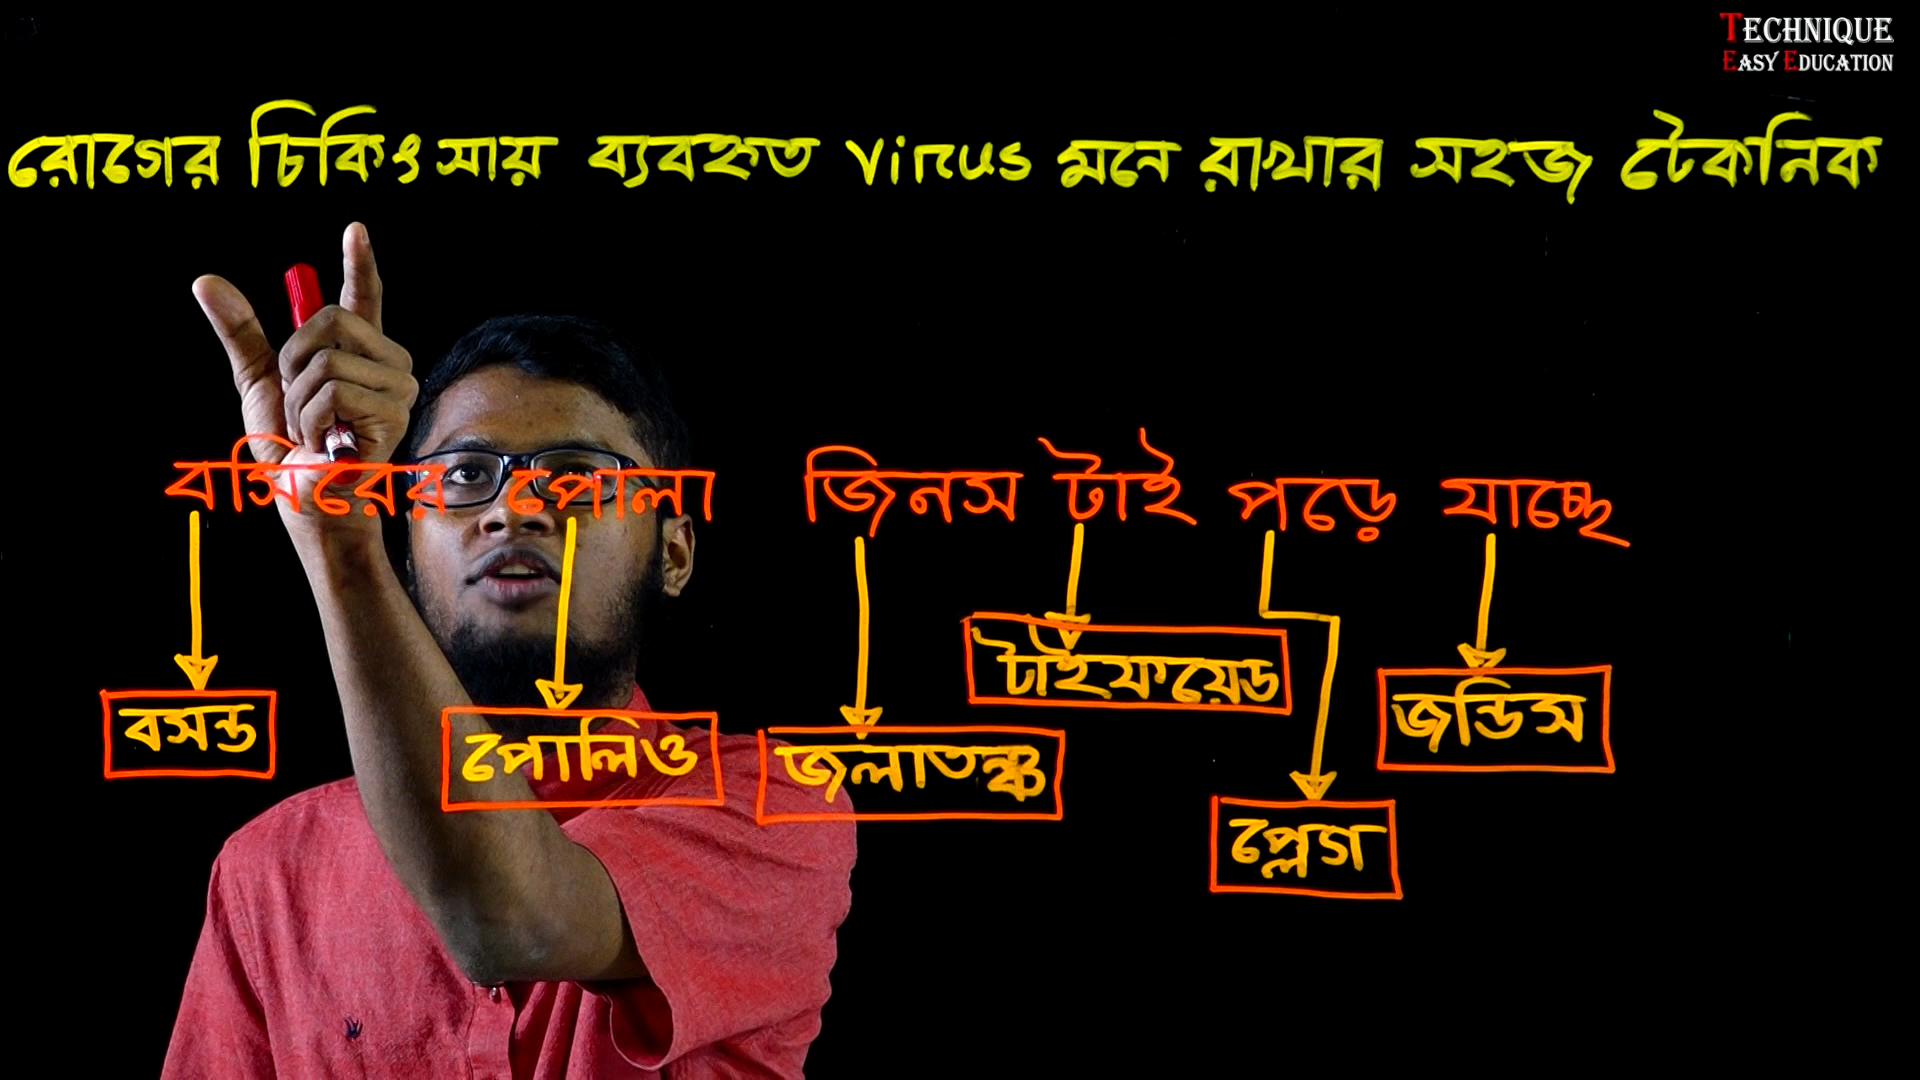 TECHNIQUE
EASY EDUCATION
রোগের চিকিৎসায় ব্যবহৃত Virus মনে রাখার সহজ টেকনিক
বসিরের পোলা জিনস টাই পড়ে যাচ্ছে
টাইফয়েড
বসন্ত পোলিও জলাতঙ্ক জন্ডিস
প্লেগ